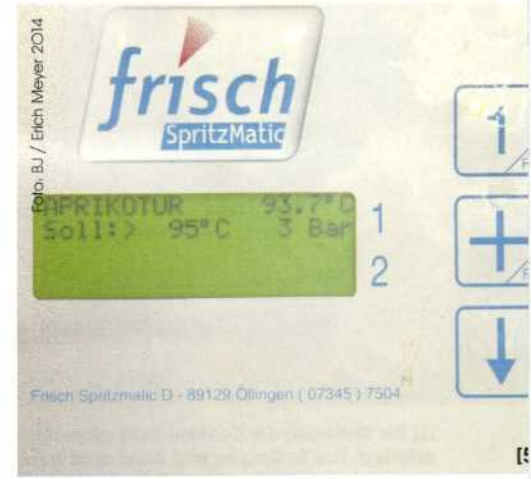 Foto: BJ / Erich Meyer 2014
frisch
SpritzMatic
APRIKOTUR 93.7°C 1
Soll:> 95°C 3 Bar
2
Frisch Spritzmatic D - 89129 Öllingen ( 07345 ) 7504